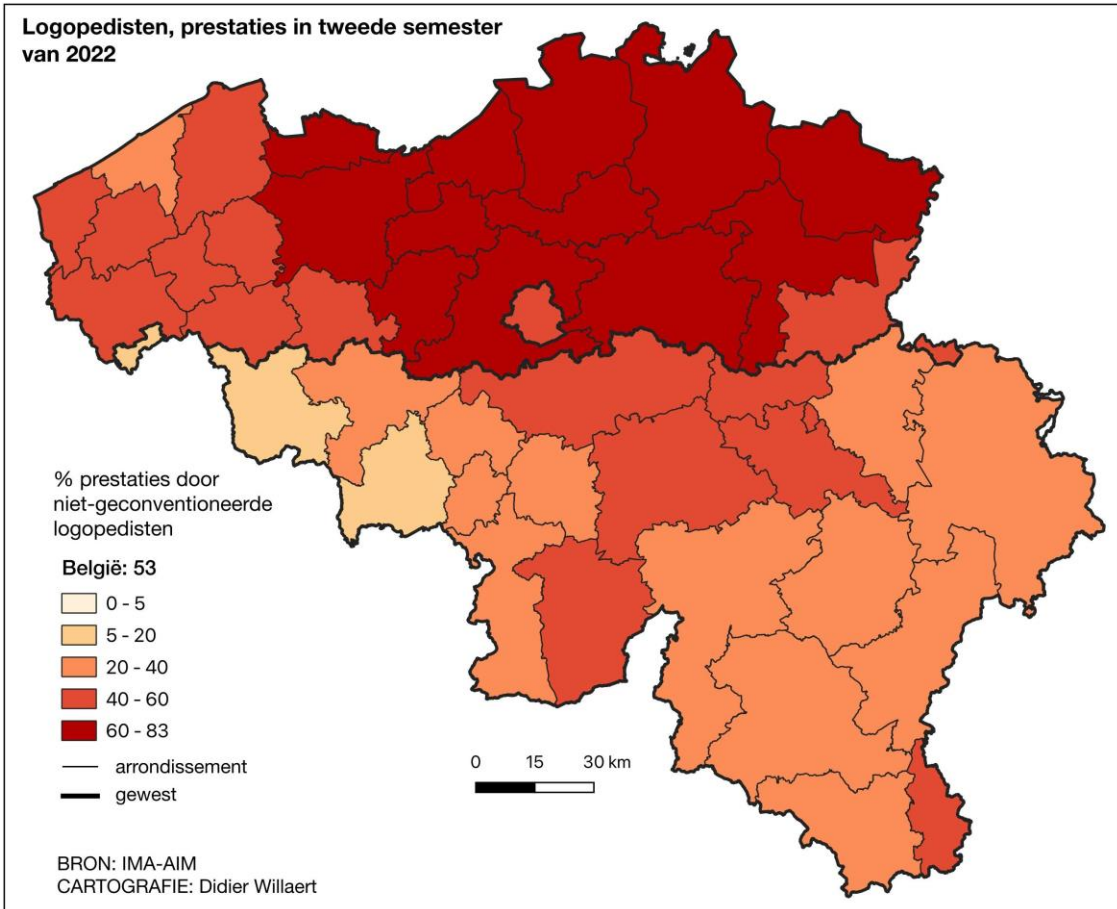 Logopedisten, prestaties in tweede semester
van 2022
% prestaties door
niet-geconventioneerde
logopedisten
België: 53
0 - 5
5 - 20
20 - 40
40 - 60
60 - 83
arrondissement
gewest
0 15 30 km
BRON: IMA-AIM
CARTOGRAFIE: Didier Willaert